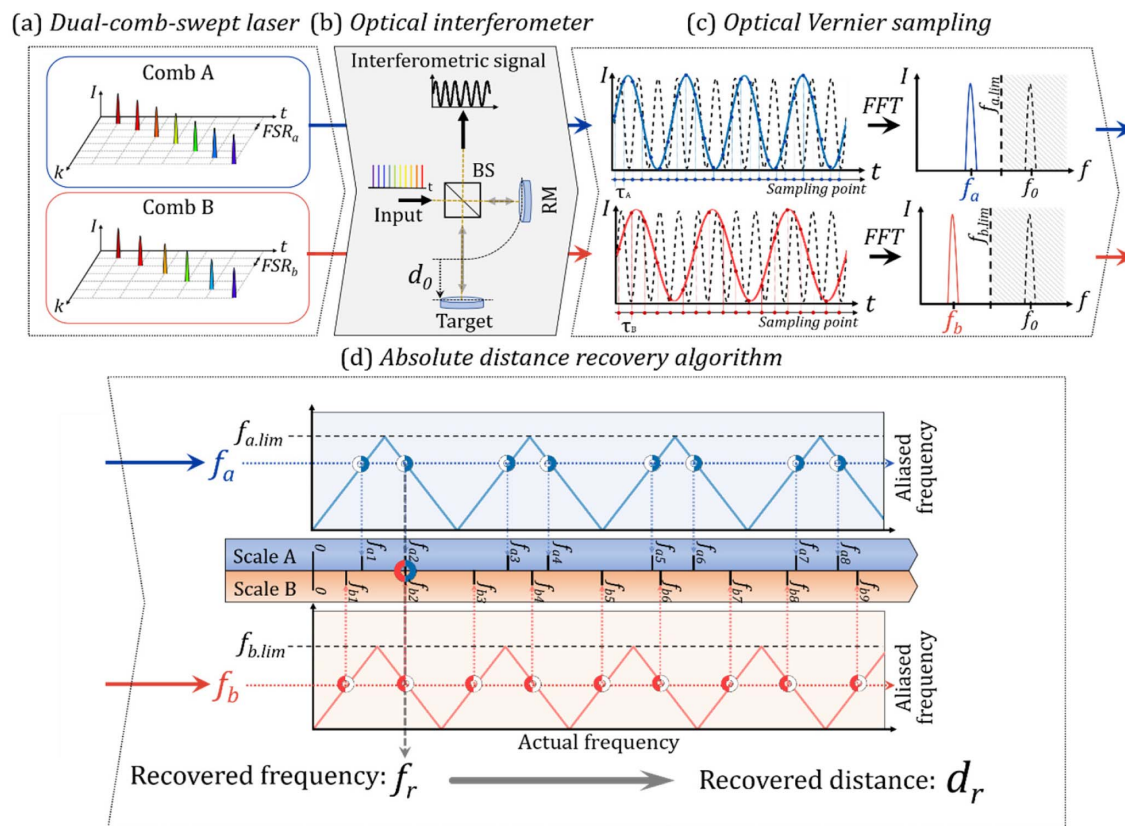 (a) Dual-comb-swept laser
(b) Optical interferometer
(c) Optical Vernier sampling
Comb A
I
t
FSRa
k
Comb B
I
t
FSRb
k
Interferometric signal
BS
t
Input
RM
d0
Target
I
t
τA
Sampling point
FFT
I
fa.lim
f
fa
f0
I
t
τB
Sampling point
FFT
I
fb.lim
f
fb
f0
(d) Absolute distance recovery algorithm
fa.lim
fa
Aliased frequency
Scale A
0
fa1
fa2
fa3
fa4
fa5
fa6
fa7
fa8
Scale B
0
fb1
fb2
fb3
fb4
fb5
fb6
fb7
fb8
fb9
fb.lim
fb
Aliased frequency
Actual frequency
Recovered frequency: fr
Recovered distance: dr